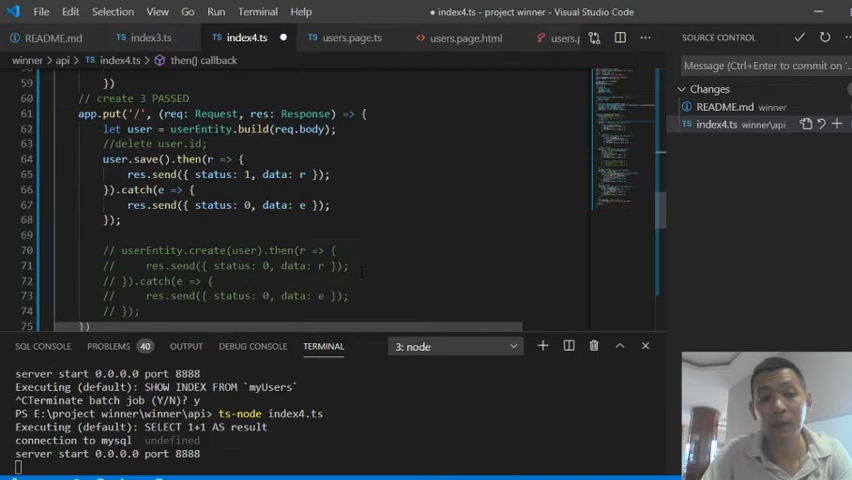 File Edit Selection View Go Run Terminal Help ● index4.ts - project winner - Visual Studio Code
README.md index3.ts index4.ts ● users.page.ts users.page.html users.p
winner > api > index4.ts > then() callback
59 })
60 // create 3 PASSED
61 app.put('/', (req: Request, res: Response) => {
62 let user = userEntity.build(req.body);
63 //delete user.id;
64 user.save().then(r => {
65 res.send({ status: 1, data: r });
66 }).catch(e => {
67 res.send({ status: 0, data: e });
68 });
69
70 // userEntity.create(user).then(r => {
71 // res.send({ status: 0, data: r });
72 // }).catch(e => {
73 // res.send({ status: 0, data: e });
74 // });
75 })
SQL CONSOLE PROBLEMS 40 OUTPUT DEBUG CONSOLE TERMINAL 3: node
server start 0.0.0.0 port 8888
Executing (default): SHOW INDEX FROM `myUsers`
^CTerminate batch job (Y/N)? y
PS E:\project winner\winner\api> ts-node index4.ts
Executing (default): SELECT 1+1 AS result
connection to mysql undefined
server start 0.0.0.0 port 8888
SOURCE CONTROL
Message (Ctrl+Enter to commit on '
Changes
README.md winner
index4.ts winner\api